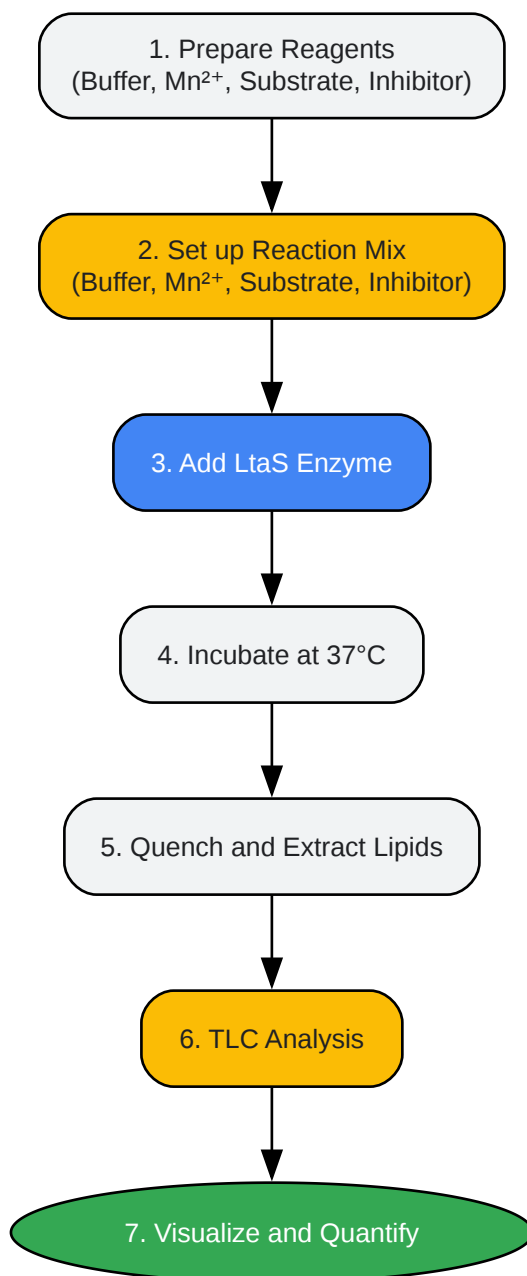 1. Prepare Reagents
(Buffer, Mn²⁺, Substrate, Inhibitor)
2. Set up Reaction Mix
(Buffer, Mn²⁺, Substrate, Inhibitor)
3. Add LtaS Enzyme
4. Incubate at 37°C
5. Quench and Extract Lipids
6. TLC Analysis
7. Visualize and Quantify